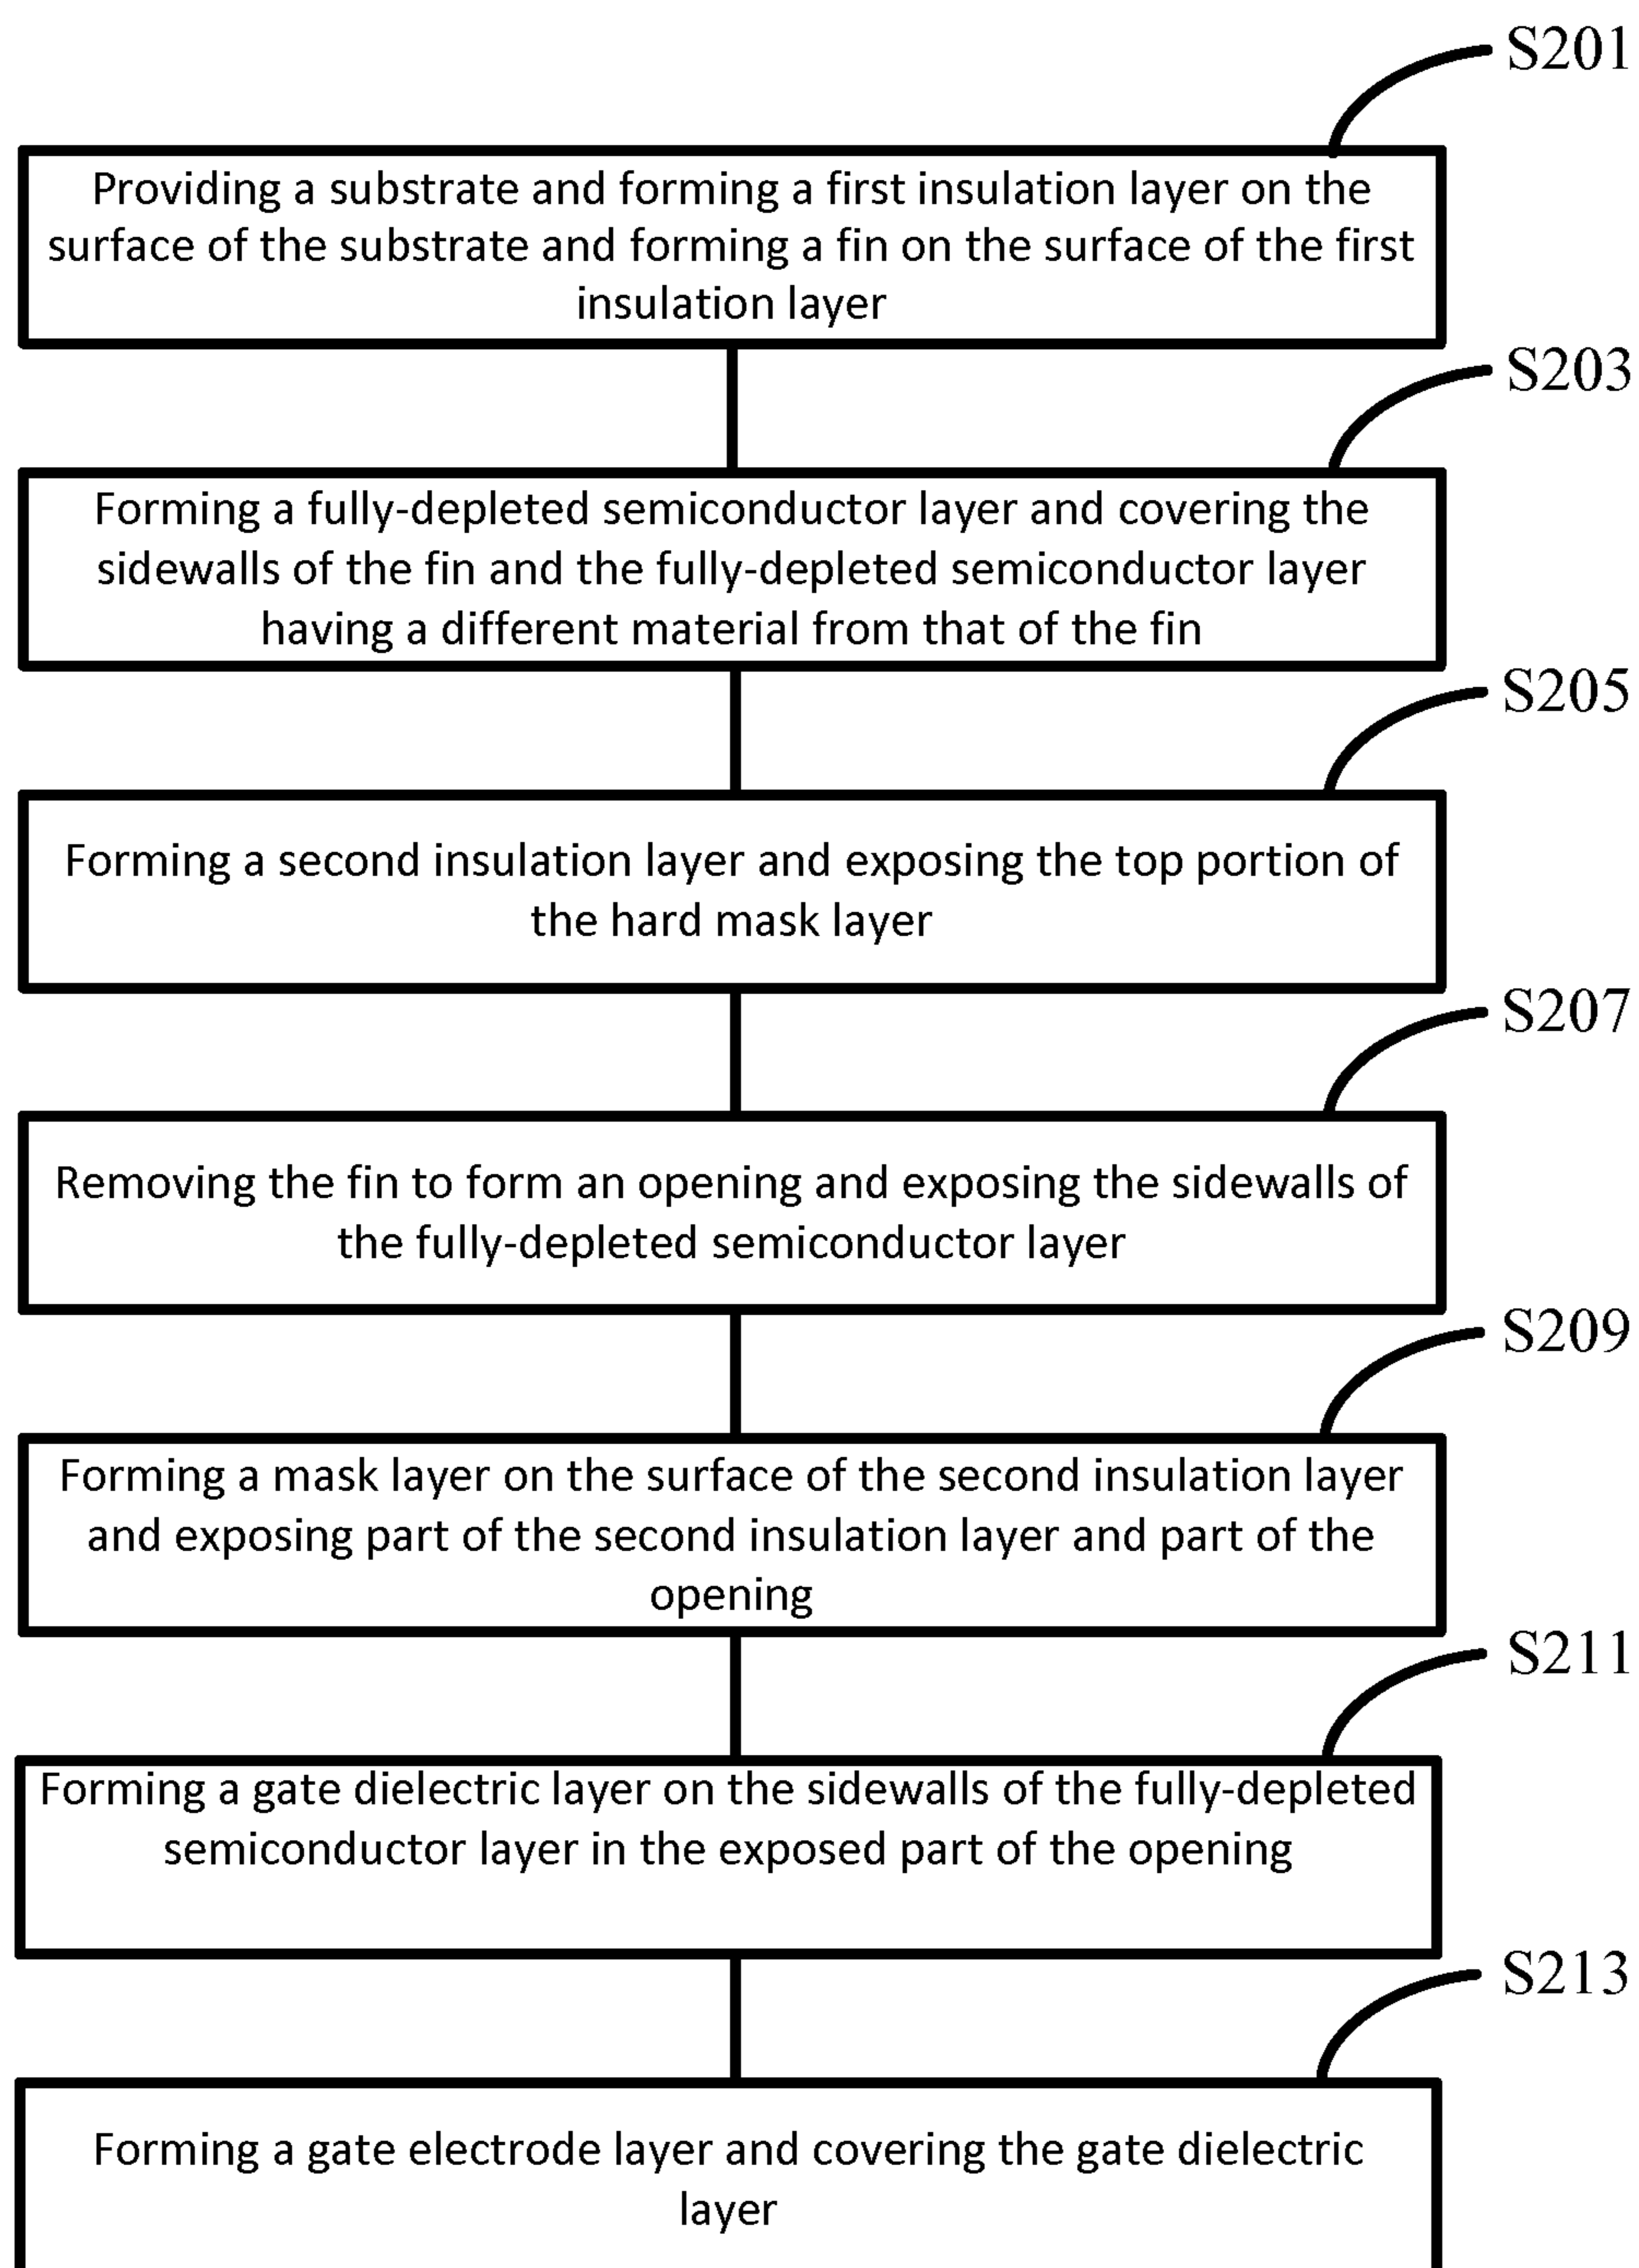 S201
Providing a substrate and forming a first insulation layer on the
surface of the substrate and forming a fin on the surface of the first
insulation layer
S203
Forming a fully-depleted semiconductor layer and covering the
sidewalls of the fin and the fully-depleted semiconductor layer
having a different material from that of the fin
S205
Forming a second insulation layer and exposing the top portion of
the hard mask layer
S207
Removing the fin to form an opening and exposing the sidewalls of
the fully-depleted semiconductor layer
S209
Forming a mask layer on the surface of the second insulation layer
and exposing part of the second insulation layer and part of the
opening
S211
Forming a gate dielectric layer on the sidewalls of the fully-depleted
semiconductor layer in the exposed part of the opening
S213
Forming a gate electrode layer and covering the gate dielectric
layer